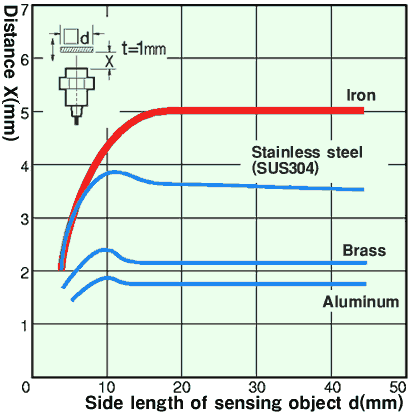 Distance X(mm)
7
6
5
4
3
2
1
d
t=1mm
X
Iron
Stainless steel
(SUS304)
Brass
Aluminum
0
10
20
30
40
50
Side length of sensing object d(mm)